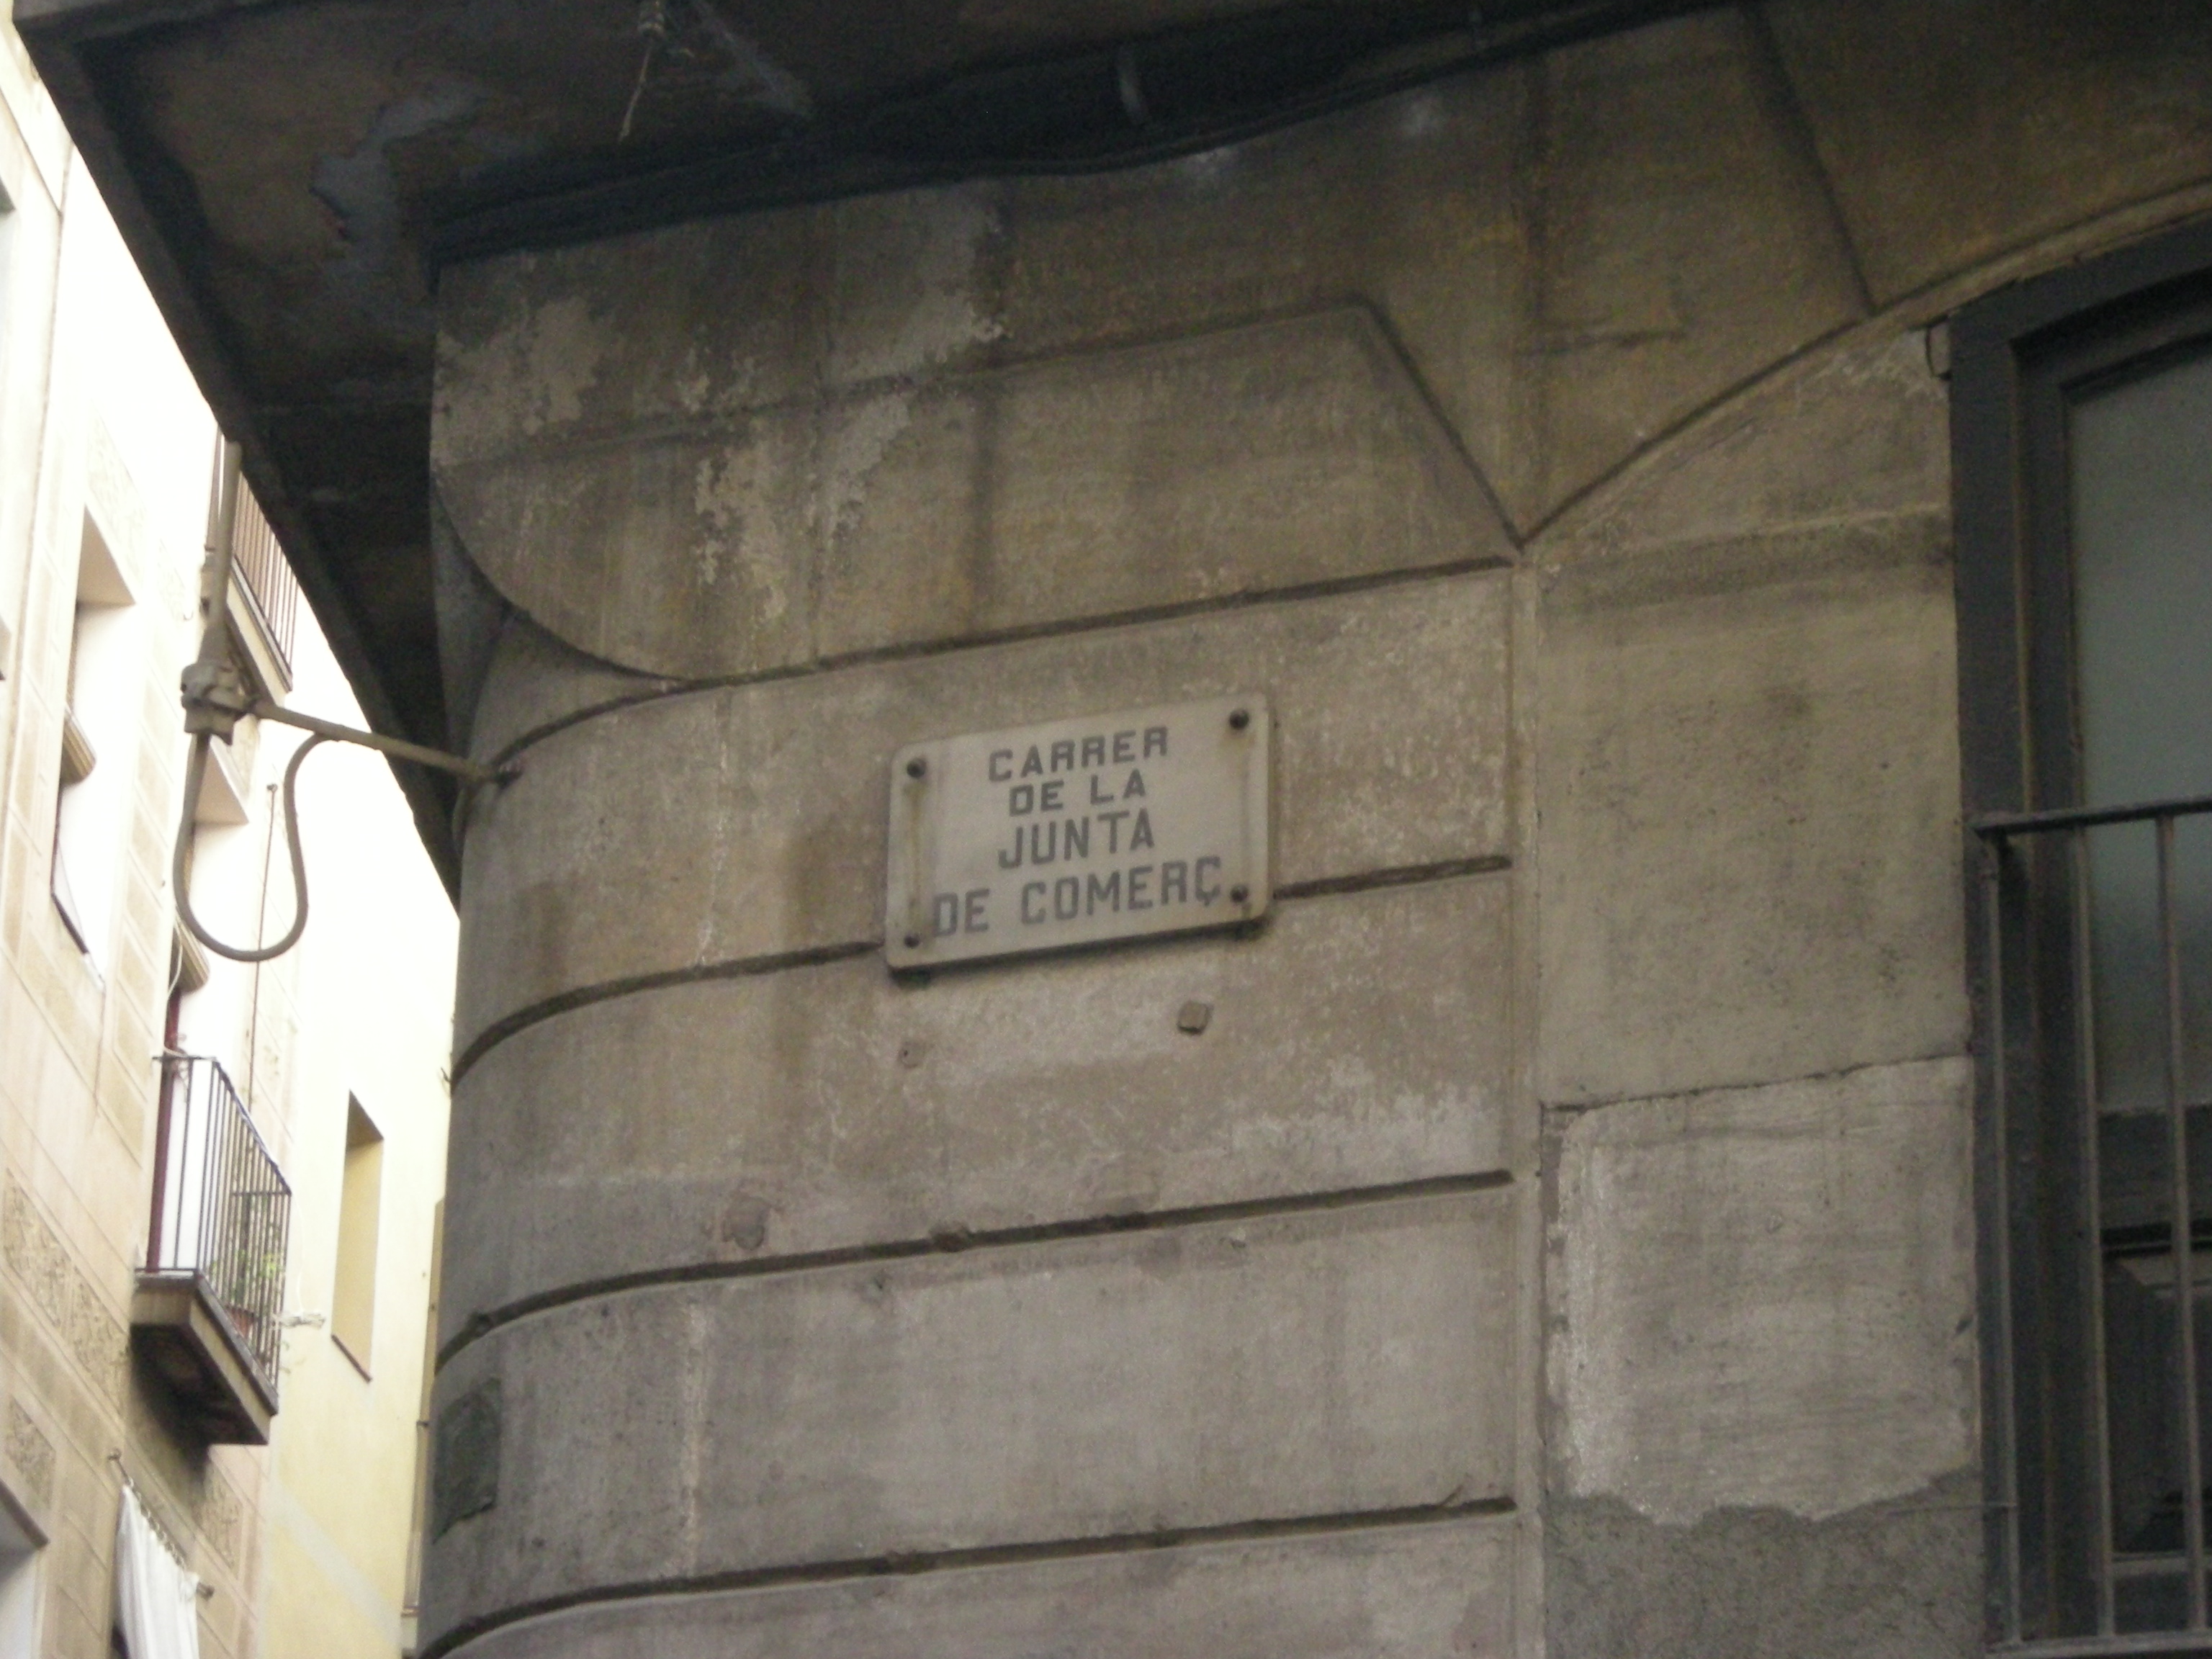 CARRER
DE LA
JUNTA
DE COMERÇ